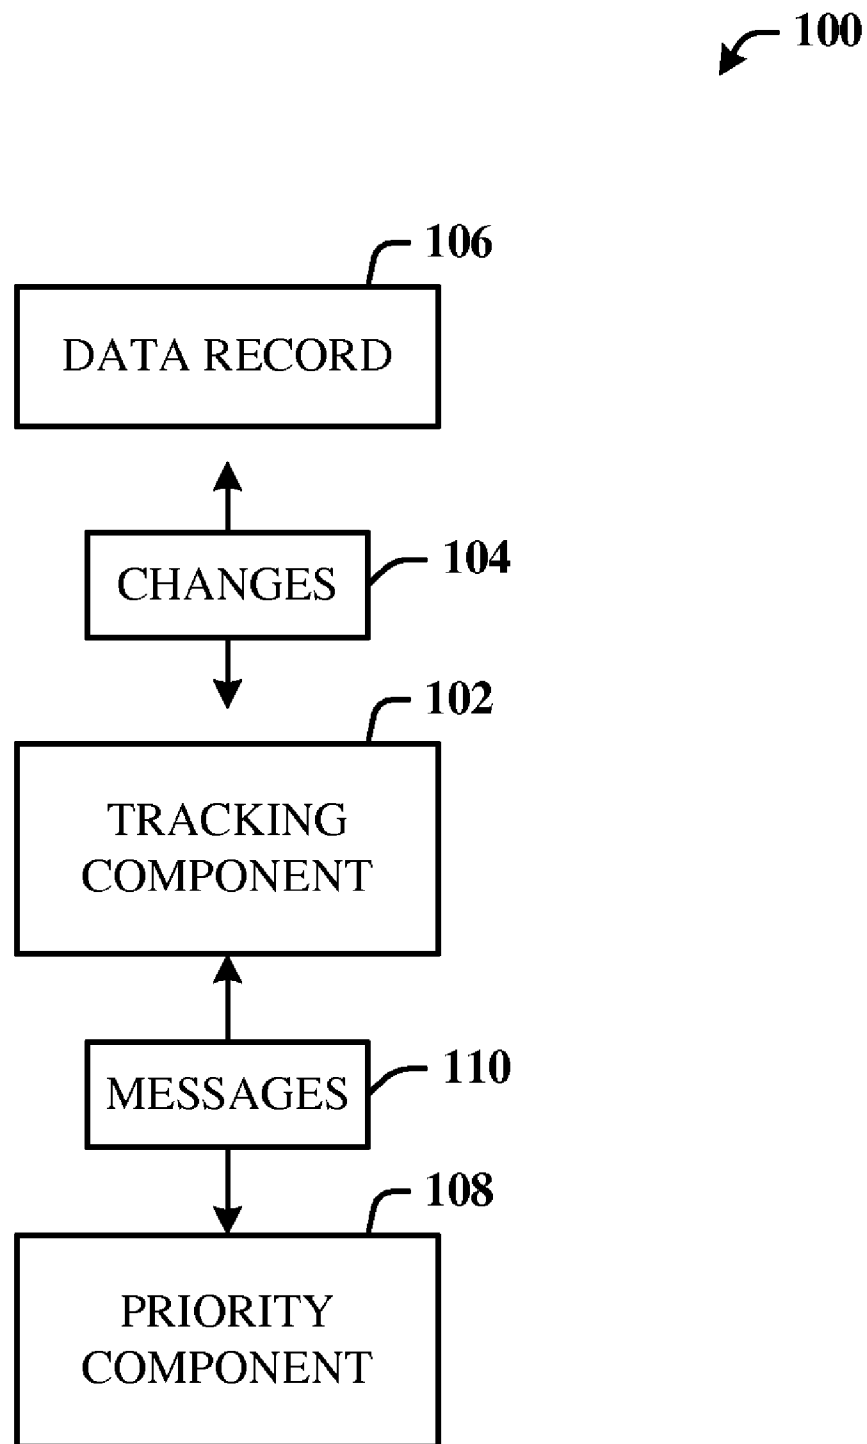 100
106
DATA RECORD
CHANGES
104
102
TRACKING
COMPONENT
MESSAGES
110
108
PRIORITY
COMPONENT